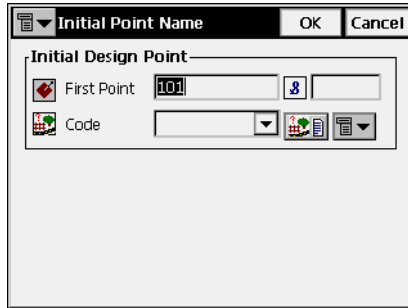 Initial Point Name OK Cancel
Initial Design Point
First Point 101
Code